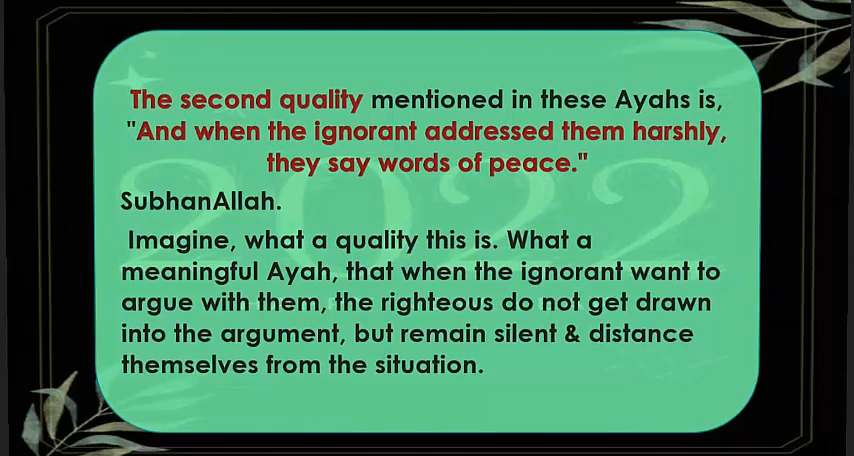 The second quality mentioned in these Ayahs is,
"And when the ignorant addressed them harshly,
they say words of peace."
SubhanAllah.
Imagine, what a quality this is. What a
meaningful Ayah, that when the ignorant want to
argue with them, the righteous do not get drawn
into the argument, but remain silent & distance
themselves from the situation.
2022